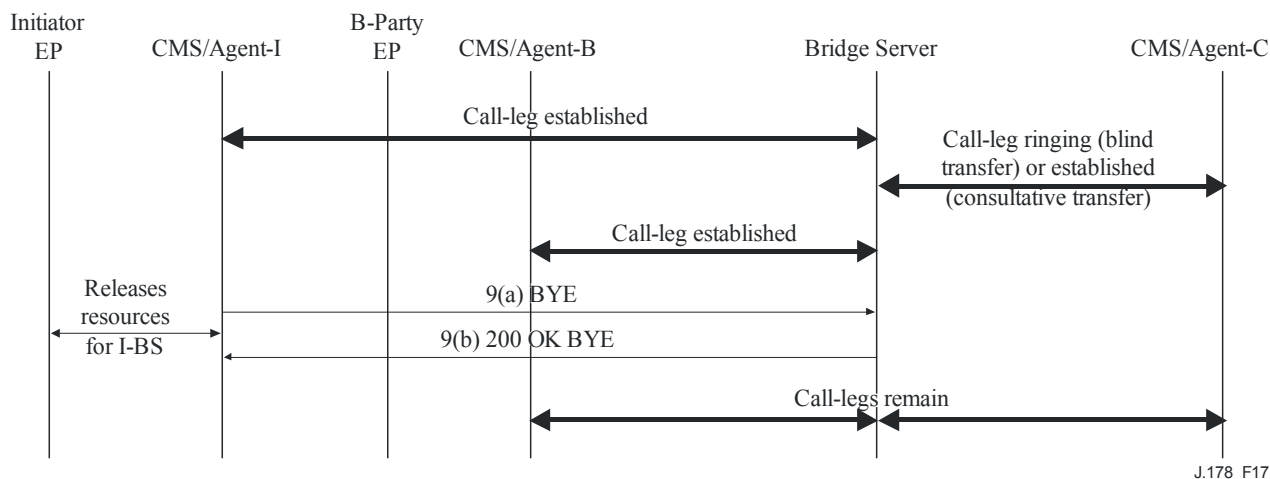 Initiator
EP
CMS/Agent-I
B-Party
EP
CMS/Agent-B
Bridge Server
CMS/Agent-C
Call-leg established
Call-leg ringing (blind
transfer) or established
(consultative transfer)
Call-leg established
Releases
resources
for I-BS
9(a) BYE
9(b) 200 OK BYE
Call-legs remain
J.178_F17